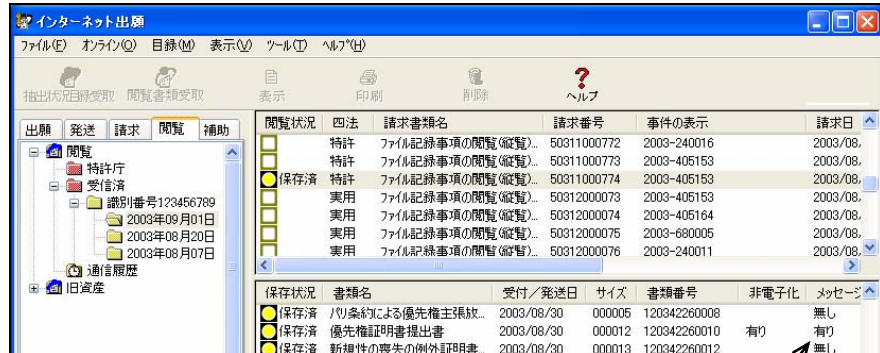 インターネット出願
ファイル(F) オンライン(O) 目録(M) 表示(V) ツール(T) ヘルプ(H)
抽出状況目録受取 閲覧書類受取 表示 印刷 削除 ヘルプ
出願 発送 請求 閲覧 補助
閲覧
特許庁
受信済
識別番号123456789
2003年09月01日
2003年08月20日
2003年08月07日
通信履歴
旧資産
閲覧状況 四法 請求書類名 請求番号 事件の表示 請求日
特許 ファイル記録事項の閲覧(縦覧)... 50311000772 2003-240016 2003/08.
特許 ファイル記録事項の閲覧(縦覧)... 50311000773 2003-405153 2003/08.
保存済 特許 ファイル記録事項の閲覧(縦覧)... 50311000774 2003-405153 2003/08.
実用 ファイル記録事項の閲覧(縦覧)... 50312000073 2003-405153 2003/08.
実用 ファイル記録事項の閲覧(縦覧)... 50312000074 2003-405164 2003/08.
実用 ファイル記録事項の閲覧(縦覧)... 50312000075 2003-680005 2003/08.
実用 ファイル記録事項の閲覧(縦覧)... 50312000076 2003-240011 2003/08.
保存状況 書類名 受付/発送日 サイズ 書類番号 非電子化 メッセージ
保存済 パリ条約による優先権主張放... 2003/08/30 000005 120342260008 無し
保存済 優先権証明書提出書 2003/08/30 000012 120342260010 有り 有り
保存済 新規性の喪失の例外証明書... 2003/08/30 000013 120342260012 無し